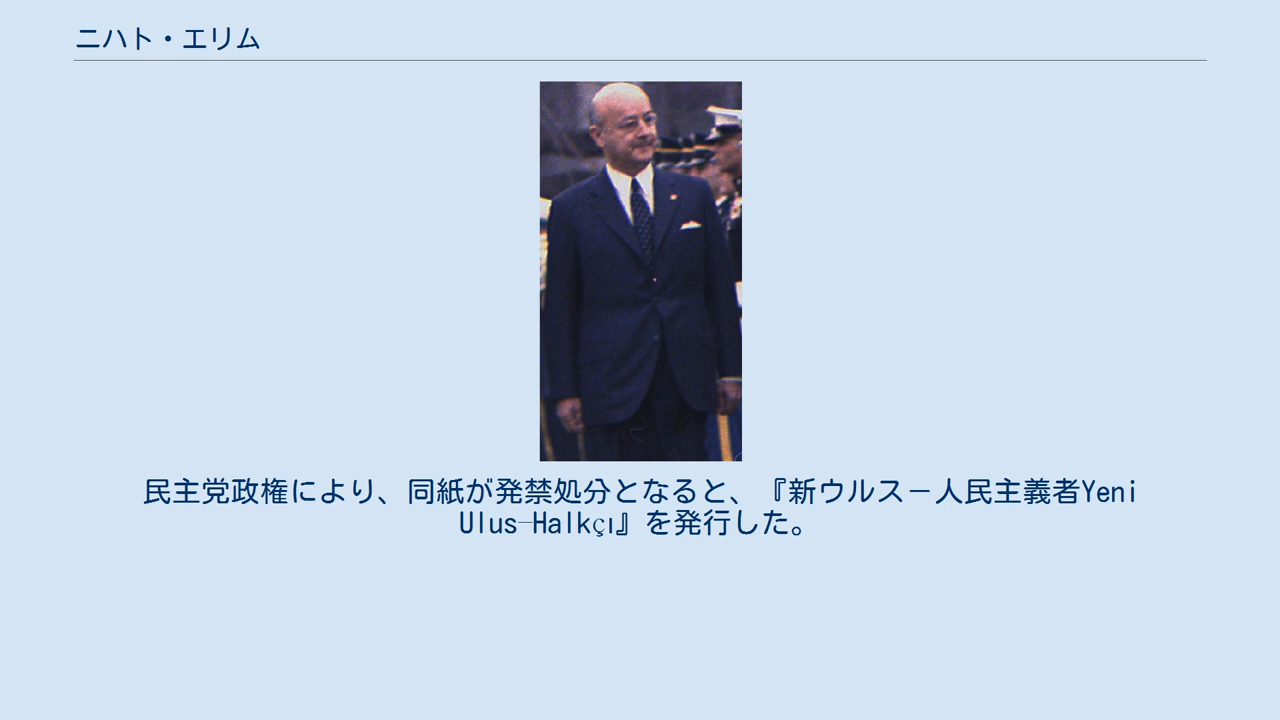 ニハト・エリム
民主党政権により、同紙が発禁処分となると、『新ウルス－人民主義者Yeni
Ulus—Halkçı』を発行した。